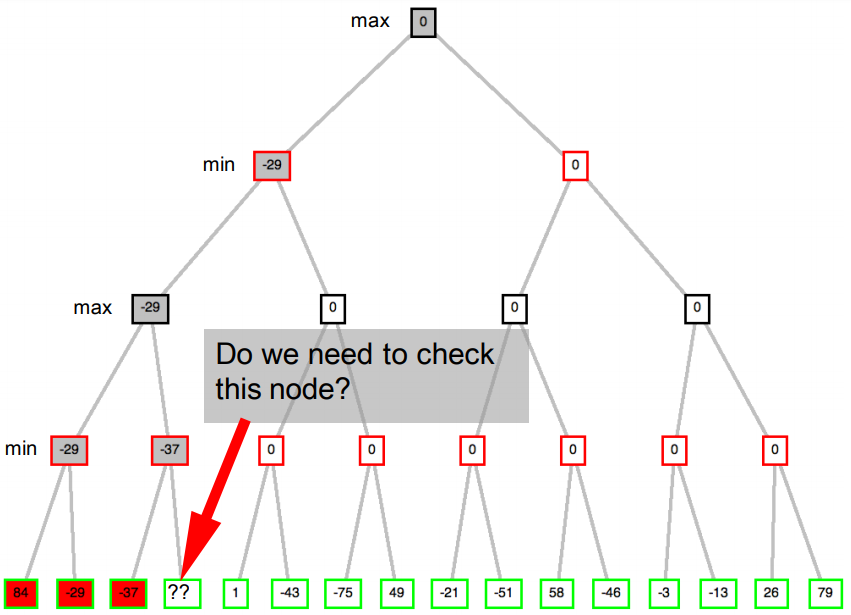 max 0
min -29 0
max -29 0 0 0
Do we need to check
this node?
min -29 -37 0 0 0 0 0 0
84 -29 -37 ?? 1 -43 -75 49 -21 -51 58 -46 -3 -13 26 79